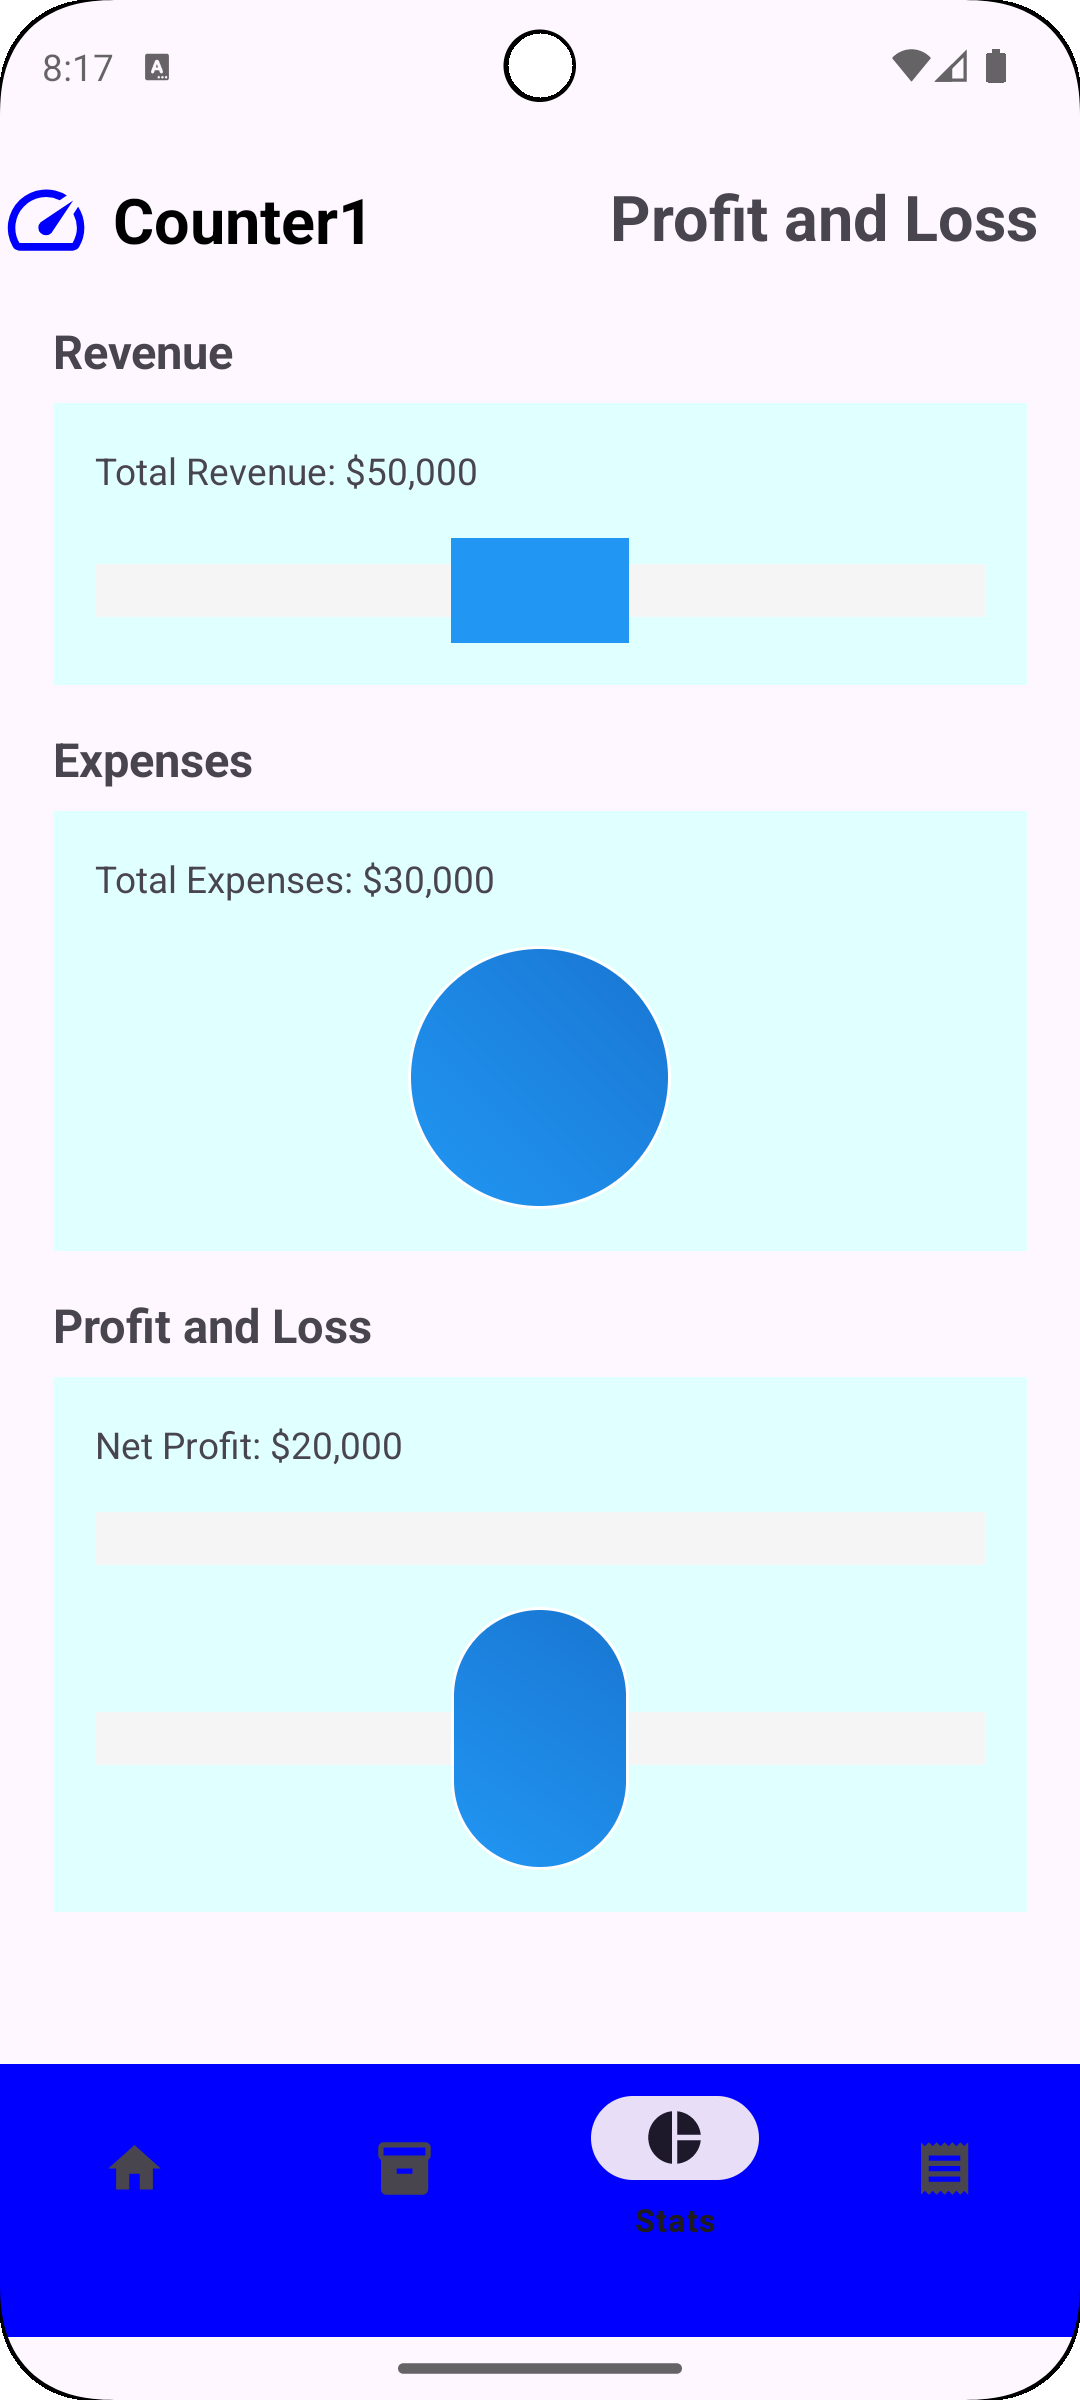 8:17
Counter1
Profit and Loss
Revenue
Total Revenue: $50,000
Expenses
Total Expenses: $30,000
Profit and Loss
Net Profit: $20,000
Stats